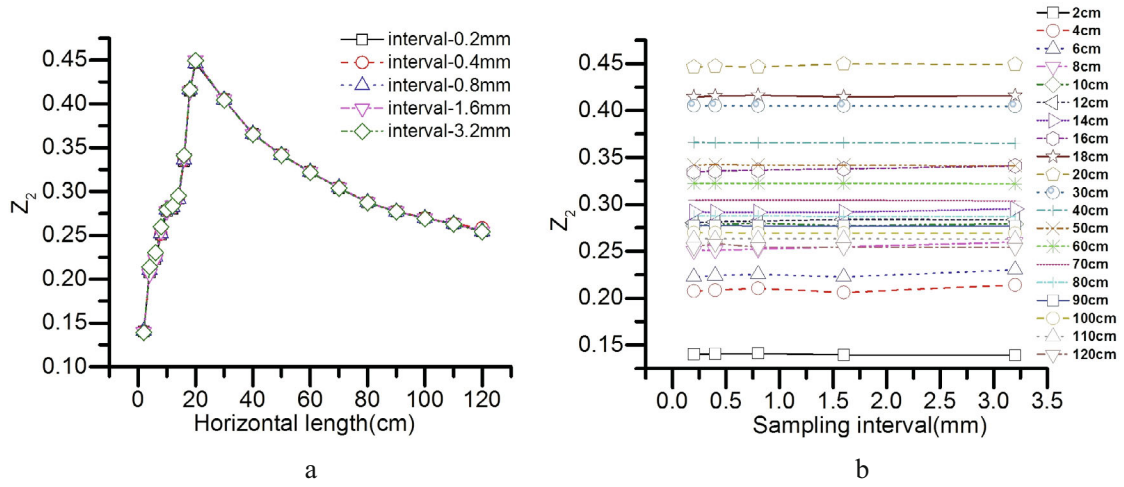 Z2
0.45
0.40
0.35
0.30
0.25
0.20
0.15
0.10
0 20 40 60 80 100 120
Horizontal length(cm)
interval-0.2mm
interval-0.4mm
interval-0.8mm
interval-1.6mm
interval-3.2mm
a
Z2
0.45
0.40
0.35
0.30
0.25
0.20
0.15
0.0 0.5 1.0 1.5 2.0 2.5 3.0 3.5
Sampling interval(mm)
2cm
4cm
6cm
8cm
10cm
12cm
14cm
16cm
18cm
20cm
30cm
40cm
50cm
60cm
70cm
80cm
90cm
100cm
110cm
120cm
b